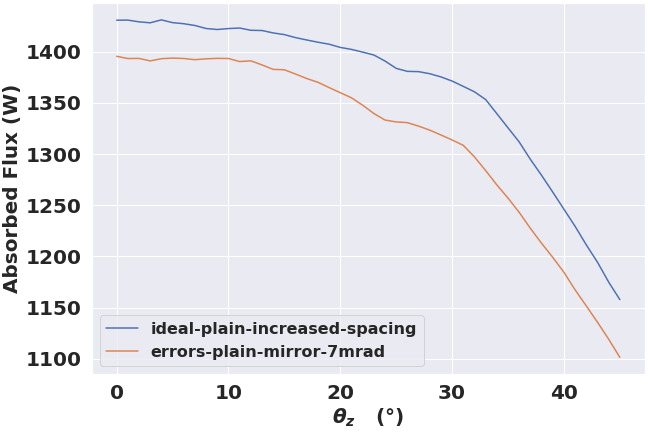 Absorbed Flux (W)
1400
1350
1300
1250
1200
1150
1100
ideal-plain-increased-spacing
errors-plain-mirror-7mrad
0 10 20 30 40
θz (°)